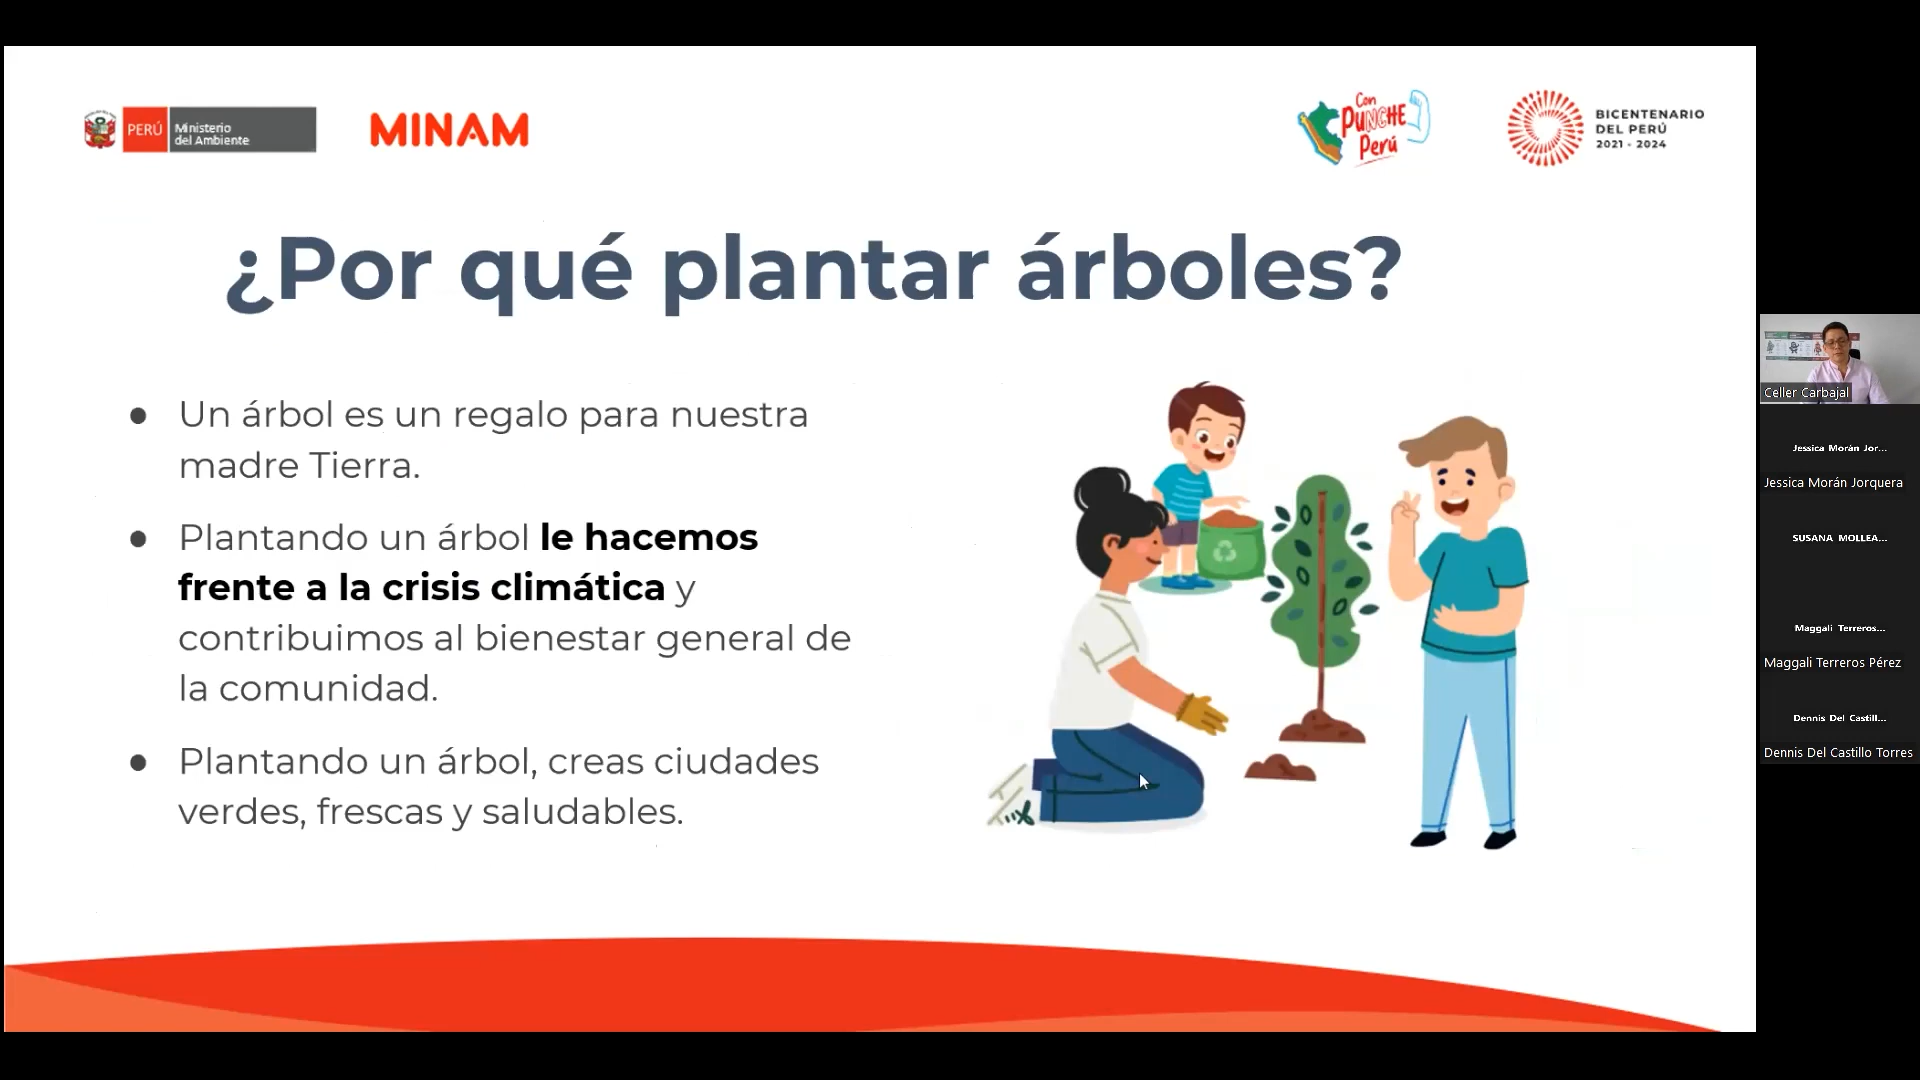 PERÚ
Ministerio
del Ambiente
MINAM
Con
PUNCHE
Perú
BICENTENARIO
DEL PERÚ
2021 - 2024
¿Por qué plantar árboles?
● Un árbol es un regalo para nuestra
madre Tierra.
● Plantando un árbol le hacemos
frente a la crisis climática y
contribuimos al bienestar general de
la comunidad.
● Plantando un árbol, creas ciudades
verdes, frescas y saludables.
Celler Carbajal
Jessica Morán Jor...
Jessica Morán Jorquera
SUSANA MOLLEA...
Maggali Terreros...
Maggali Terreros Pérez
Dennis Del Castill...
Dennis Del Castillo Torres